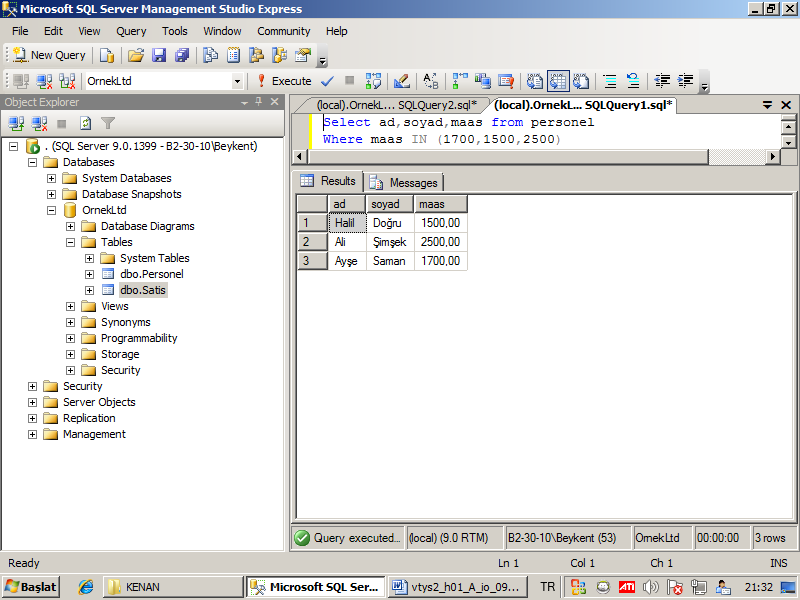 Microsoft SQL Server Management Studio Express
File Edit View Query Tools Window Community Help
New Query
OrnekLtd Execute
Object Explorer
(local).OrnekL... SQLQuery2.sql* (local).OrnekL... SQLQuery1.sql*
. (SQL Server 9.0.1399 - B2-30-10\Beykent)
Databases
System Databases
Database Snapshots
OrnekLtd
Database Diagrams
Tables
System Tables
dbo.Personel
dbo.Satis
Views
Synonyms
Programmability
Storage
Security
Security
Server Objects
Replication
Management
Select ad,soyad,maas from personel
Where maas IN (1700,1500,2500)
Results Messages
ad soyad maas
1 Halil Doğru 1500,00
2 Ali Şimşek 2500,00
3 Ayşe Saman 1700,00
Query executed... (local) (9.0 RTM) B2-30-10\Beykent (53) OrnekLtd 00:00:00 3 rows
Ready Ln 1 Col 1 Ch 1 INS
Başlat KENAN Microsoft SQL Ser... vtys2_h01_A_io_09... TR ATI 21:32